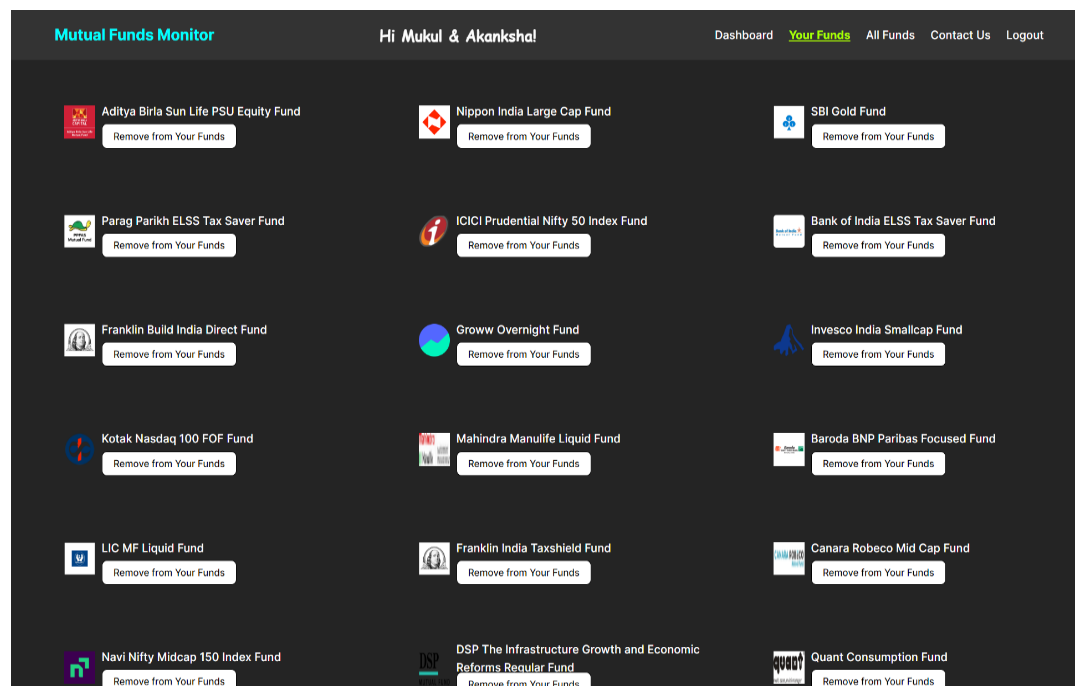 Mutual Funds Monitor
Hi Mukul & Akanksha!
Dashboard Your Funds All Funds Contact Us Logout
Aditya Birla Sun Life PSU Equity Fund
Remove from Your Funds
Nippon India Large Cap Fund
Remove from Your Funds
SBI Gold Fund
Remove from Your Funds
Parag Parikh ELSS Tax Saver Fund
Remove from Your Funds
PPFAS
Mutual Fund
ICICI Prudential Nifty 50 Index Fund
Remove from Your Funds
Bank of India ELSS Tax Saver Fund
Remove from Your Funds
Franklin Build India Direct Fund
Remove from Your Funds
Groww Overnight Fund
Remove from Your Funds
Invesco India Smallcap Fund
Remove from Your Funds
Kotak Nasdaq 100 FOF Fund
Remove from Your Funds
Mahindra Manulife Liquid Fund
Remove from Your Funds
Baroda BNP Paribas Focused Fund
Remove from Your Funds
LIC MF Liquid Fund
Remove from Your Funds
Franklin India Taxshield Fund
Remove from Your Funds
Canara Robeco Mid Cap Fund
Remove from Your Funds
CANARA ROBECO
Navi Nifty Midcap 150 Index Fund
Remove from Your Funds
DSP The Infrastructure Growth and Economic
Reforms Regular Fund
Remove from Your Funds
DSP
MUTUAL FUND
Quant Consumption Fund
Remove from Your Funds
quant